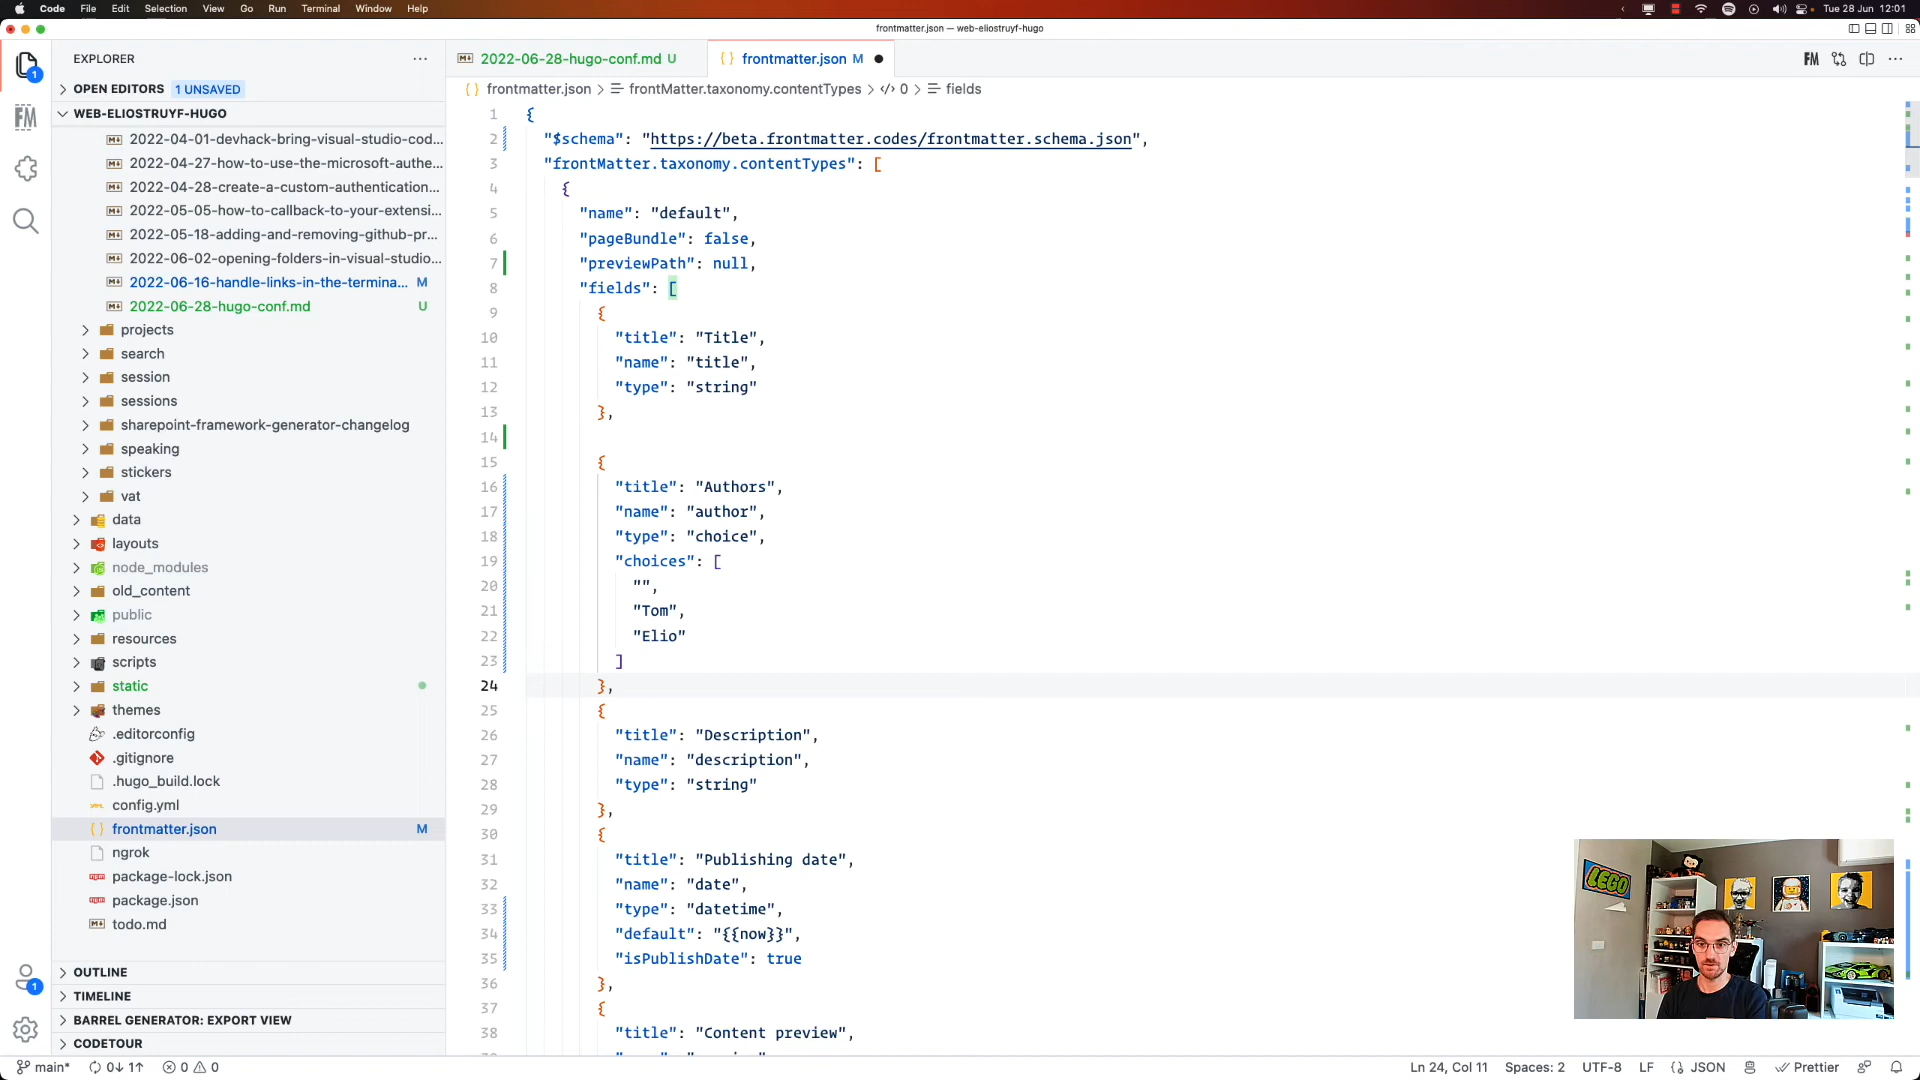 Code File Edit Selection View Go Run Terminal Window Help Tue 28 Jun 12:01
frontmatter.json — web-eliostruyf-hugo
EXPLORER
OPEN EDITORS 1 UNSAVED
WEB-ELIOSTRUYF-HUGO
2022-04-01-devhack-bring-visual-studio-cod...
2022-04-27-how-to-use-the-microsoft-authe...
2022-04-28-create-a-custom-authentication...
2022-05-05-how-to-callback-to-your-extensi...
2022-05-18-adding-and-removing-github-pr...
2022-06-02-opening-folders-in-visual-studio...
2022-06-16-handle-links-in-the-termina... M
2022-06-28-hugo-conf.md U
projects
search
session
sessions
sharepoint-framework-generator-changelog
speaking
stickers
vat
data
layouts
node_modules
old_content
public
resources
scripts
static
themes
.editorconfig
.gitignore
.hugo_build.lock
config.yml
frontmatter.json M
ngrok
package-lock.json
package.json
todo.md
OUTLINE
TIMELINE
BARREL GENERATOR: EXPORT VIEW
CODETOUR
1
FM
1
2022-06-28-hugo-conf.md U
frontmatter.json M
FM
frontmatter.json > frontMatter.taxonomy.contentTypes > 0 > fields
1 {
2 "$schema": "https://beta.frontmatter.codes/frontmatter.schema.json",
3 "frontMatter.taxonomy.contentTypes": [
4 {
5 "name": "default",
6 "pageBundle": false,
7 "previewPath": null,
8 "fields": [
9 {
10 "title": "Title",
11 "name": "title",
12 "type": "string"
13 },
14
15 {
16 "title": "Authors",
17 "name": "author",
18 "type": "choice",
19 "choices": [
20 "",
21 "Tom",
22 "Elio"
23 ]
24 },
25 {
26 "title": "Description",
27 "name": "description",
28 "type": "string"
29 },
30 {
31 "title": "Publishing date",
32 "name": "date",
33 "type": "datetime",
34 "default": "{{now}}",
35 "isPublishDate": true
36 },
37 {
38 "title": "Content preview",
LEGO
main* 0↓ 1↑ 0 0 Ln 24, Col 11 Spaces: 2 UTF-8 LF JSON Prettier